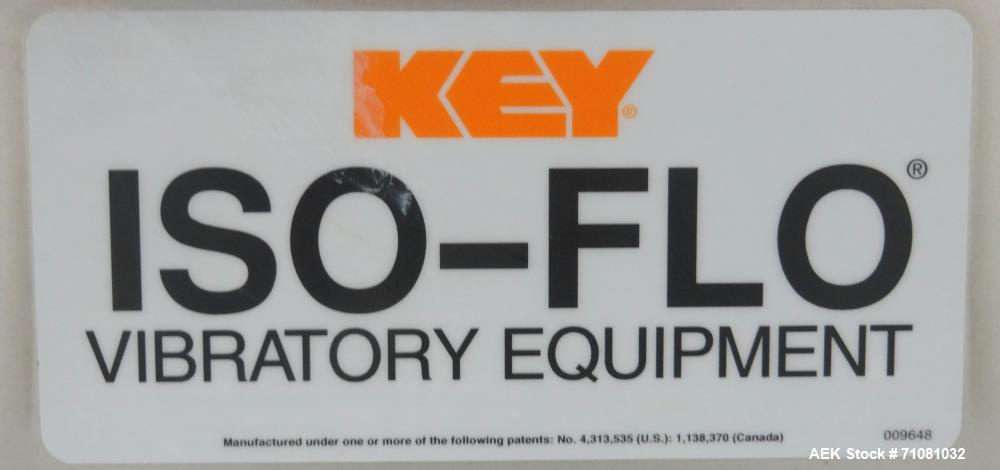 KEY®
ISO-FLO®
VIBRATORY EQUIPMENT
Manufactured under one or more of the following patents: No. 4,313,535 (U.S.): 1,138,370 (Canada)
009648
AEK Stock # 71081032